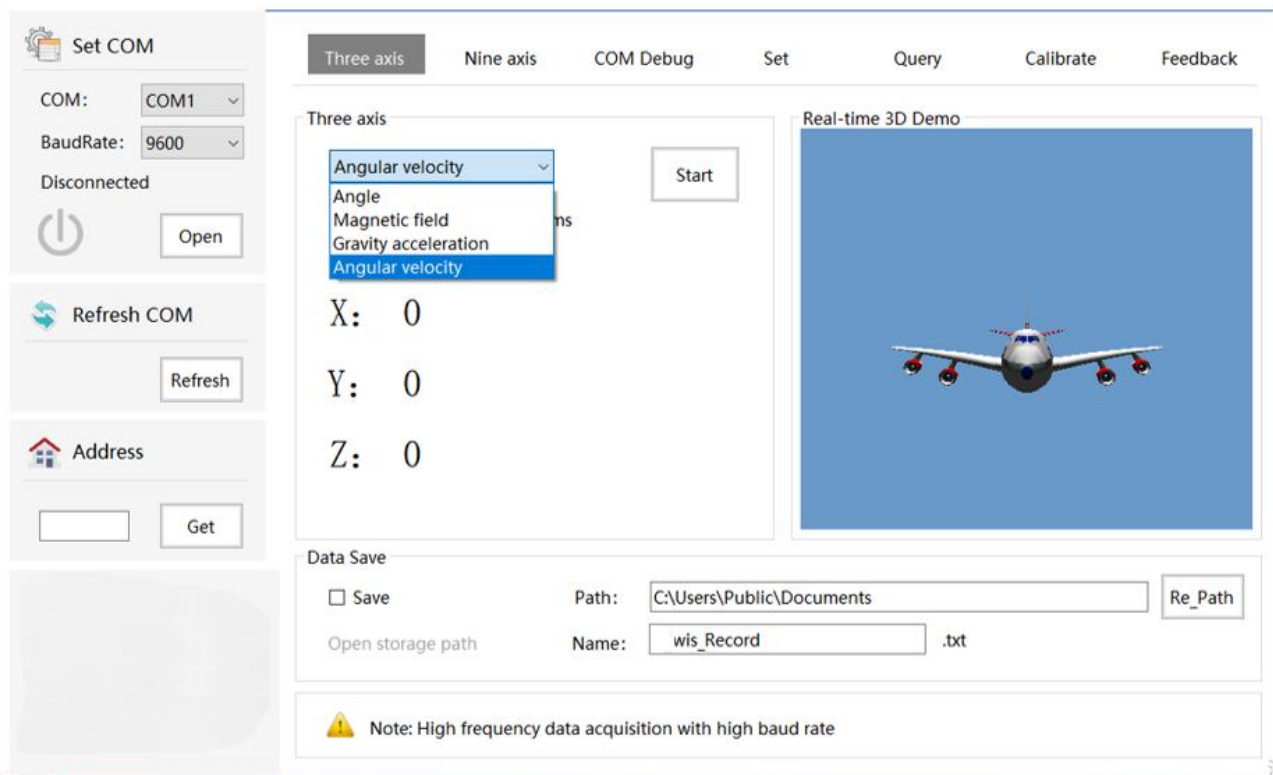 Set COM
COM: COM1
BaudRate: 9600
Disconnected
Open
Refresh COM
Refresh
Address
Get
Three axis Nine axis COM Debug Set Query Calibrate Feedback
Three axis
Angular velocity
Start
Angle
Magnetic field
ms
Gravity acceleration
Angular velocity
X: 0
Y: 0
Z: 0
Real-time 3D Demo
Data Save
Save Path: C:\Users\Public\Documents Re_Path
Open storage path Name: wis_Record .txt
Note: High frequency data acquisition with high baud rate